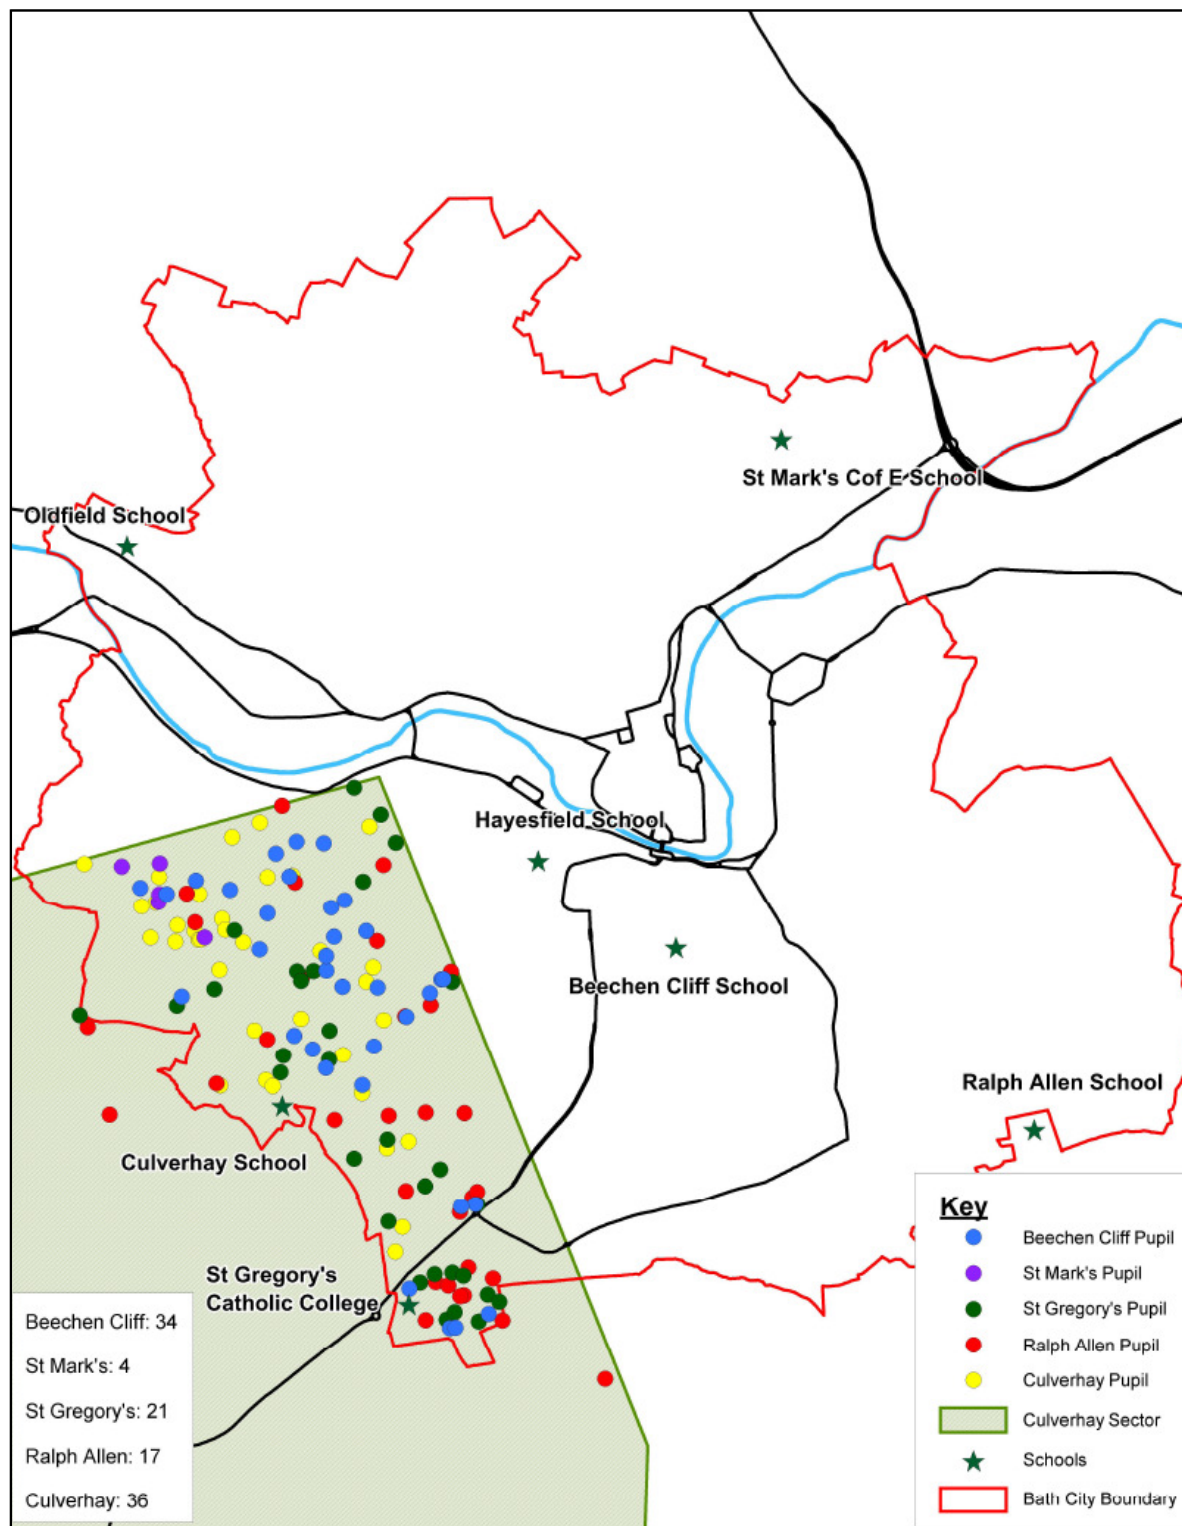 Oldfield School
St Mark's Cof E School
Hayesfield School
Beechen Cliff School
Ralph Allen School
Culverhay School
St Gregory's
Catholic College
Beechen Cliff: 34
St Mark's: 4
St Gregory's: 21
Ralph Allen: 17
Culverhay: 36
Key
Beechen Cliff Pupil
St Mark's Pupil
St Gregory's Pupil
Ralph Allen Pupil
Culverhay Pupil
Culverhay Sector
Schools
Bath City Boundary